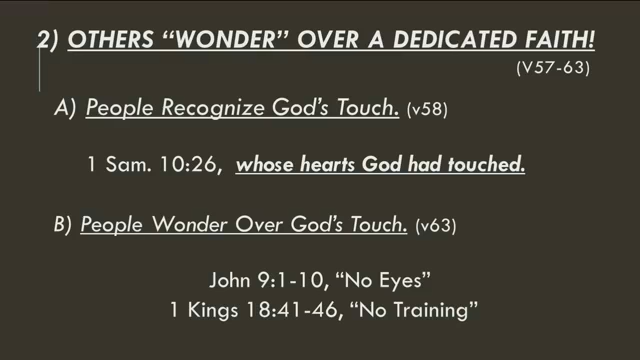 2) OTHERS “WONDER” OVER A DEDICATED FAITH!
(V57-63)
A) People Recognize God’s Touch. (v58)
1 Sam. 10:26, whose hearts God had touched.
B) People Wonder Over God’s Touch. (v63)
John 9:1-10, “No Eyes”
1 Kings 18:41-46, “No Training”